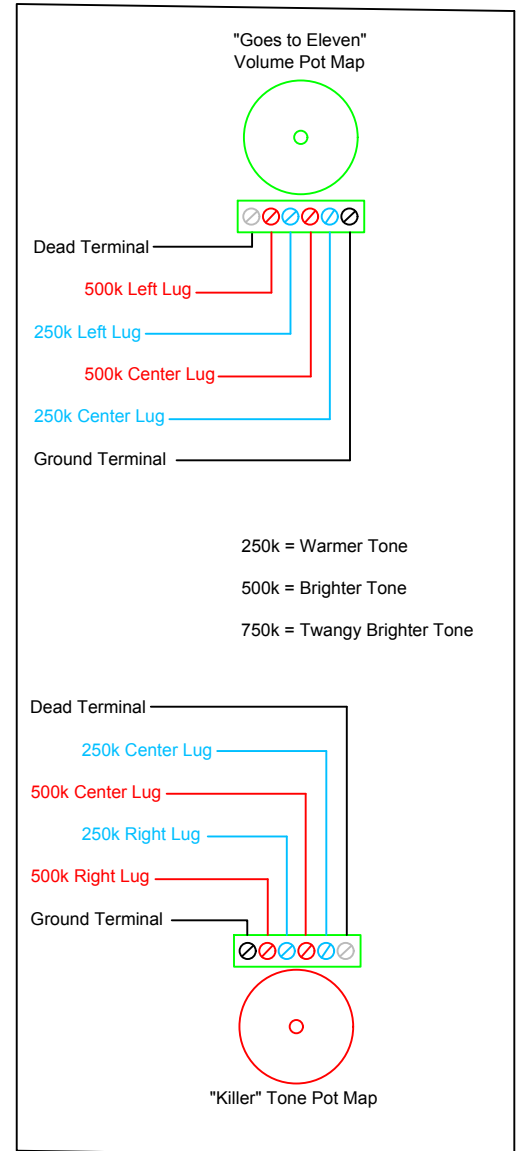 "Goes to Eleven"
Volume Pot Map
Dead Terminal
500k Left Lug
250k Left Lug
500k Center Lug
250k Center Lug
Ground Terminal
250k = Warmer Tone
500k = Brighter Tone
750k = Twangy Brighter Tone
Dead Terminal
250k Center Lug
500k Center Lug
250k Right Lug
500k Right Lug
Ground Terminal
"Killer" Tone Pot Map